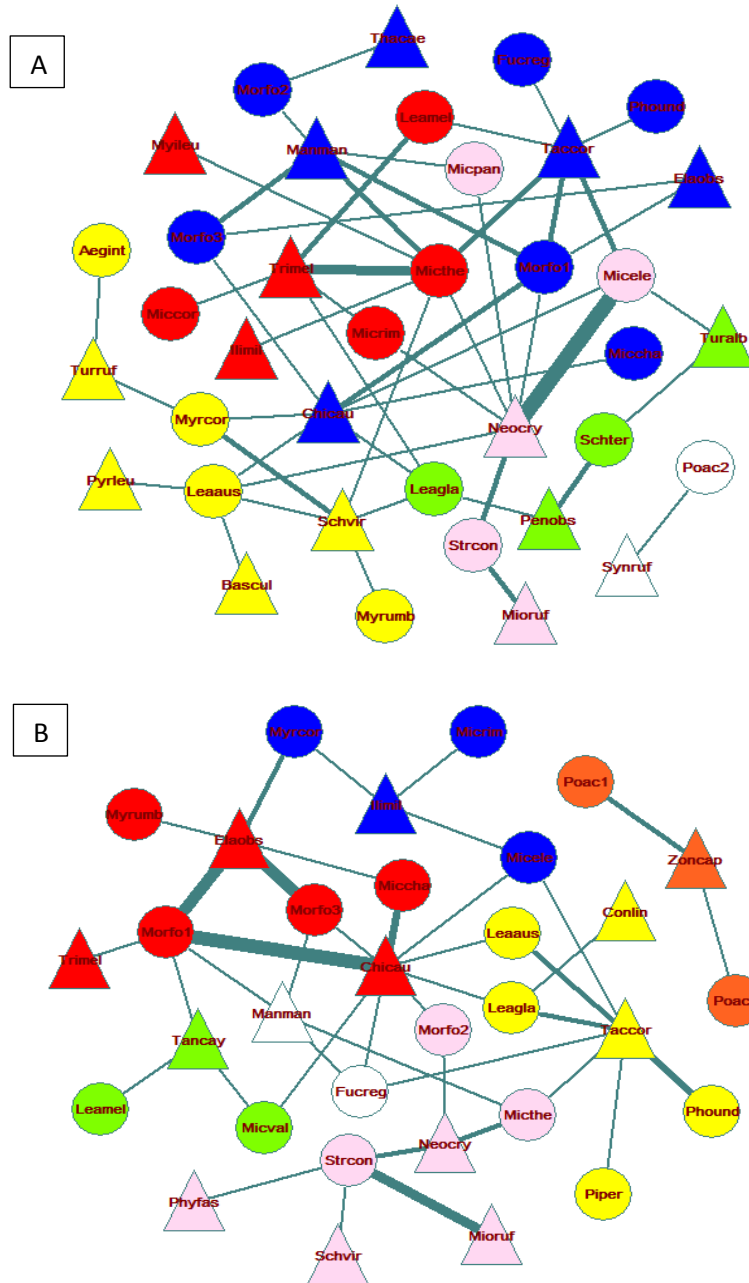 A
Thacae
Fucreg
Morfo2
Phound
Leamel
Myileu
Manman
Taccor
Micpan
Elaobs
Morfo3
Aegint
Trimel
Micthe
Morfo1
Micele
Miccor
Micrim
Ilimil
Turalb
Miccha
Turruf
Myrcor
Chicau
Neocry
Schter
Pyrleu
Leaaus
Schvir
Leagla
Poac2
Penobs
Strcon
Synruf
Bascul
Myrumb
Mioruf
B
Myrcor
Micrim
Poac1
Ilimil
Myrumb
Elaobs
Micele
Zoncap
Miccha
Morfo3
Conlin
Morfo1
Leaaus
Trimel
Chicau
Leagla
Poac
Manman
Morfo2
Taccor
Tancay
Fucreg
Leamel
Micthe
Phound
Micval
Neocry
Strcon
Piper
Phyfas
Mioruf
Schvir